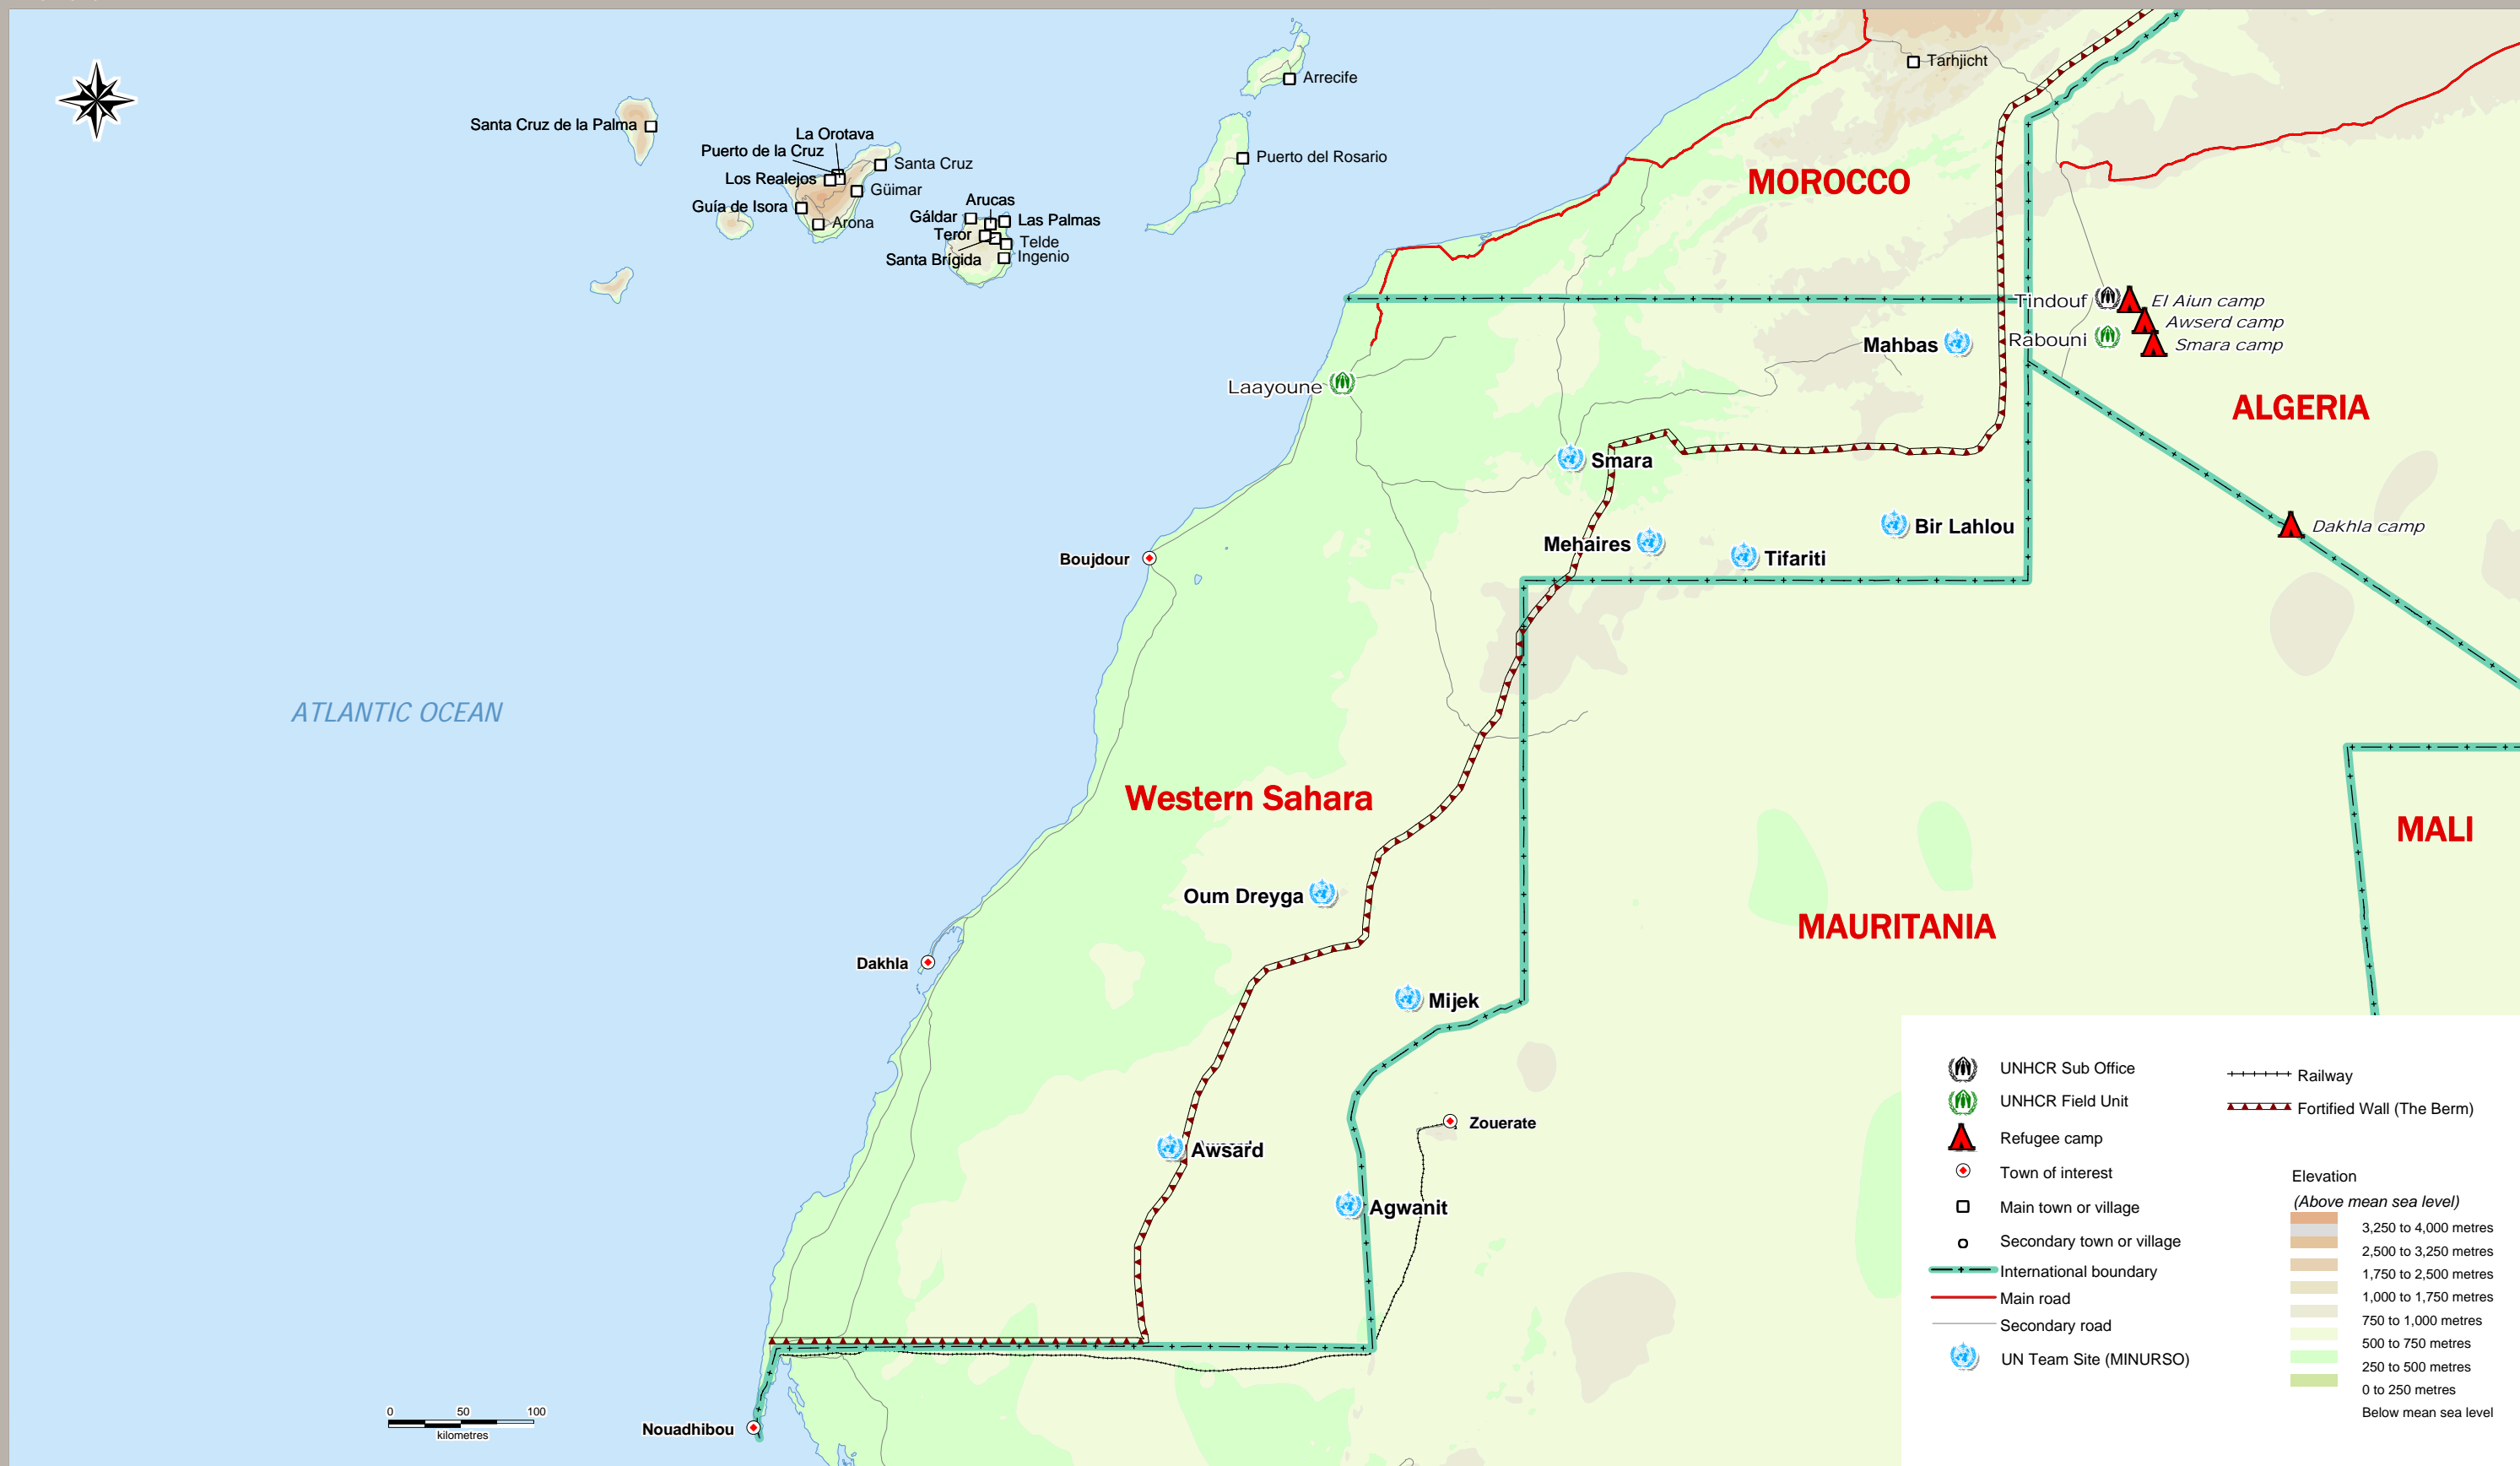 Tarhjicht
Arrecife
Santa Cruz de la Palma
La Orotava
Puerto de la Cruz
Santa Cruz
Puerto del Rosario
Los Realejos
Güimar
MOROCCO
Guía de Isora
Arona
Arucas
Gáldar
Las Palmas
Teror
Telde
Santa Brígida
Ingenio
Tindouf
El Aiun camp
Awserd camp
Rabouni
Smara camp
Mahbas
Laayoune
ALGERIA
Smara
Bir Lahlou
Dakhla camp
Mehaires
Tifariti
Boujdour
ATLANTIC OCEAN
Western Sahara
MALI
Oum Dreyga
MAURITANIA
Dakhla
Mijek
Zouerate
Awsard
Agwanit
Nouadhibou
0 50 100
kilometres
UNHCR Sub Office
UNHCR Field Unit
Refugee camp
Town of interest
Main town or village
Secondary town or village
International boundary
Main road
Secondary road
UN Team Site (MINURSO)
Railway
Fortified Wall (The Berm)
Elevation
(Above mean sea level)
3,250 to 4,000 metres
2,500 to 3,250 metres
1,750 to 2,500 metres
1,000 to 1,750 metres
750 to 1,000 metres
500 to 750 metres
250 to 500 metres
0 to 250 metres
Below mean sea level